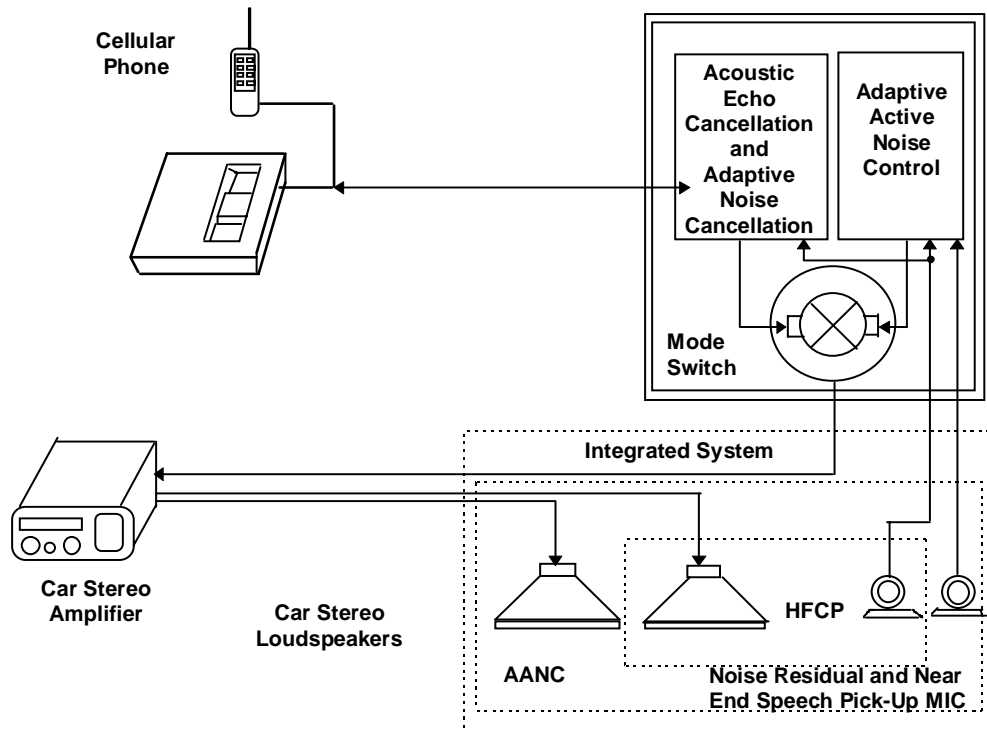 Cellular
Phone
Acoustic
Echo
Cancellation
and
Adaptive
Noise
Cancellation
Adaptive
Active
Noise
Control
Mode
Switch
Integrated System
Car Stereo
Amplifier
Car Stereo
Loudspeakers
HFCP
AANC
Noise Residual and Near
End Speech Pick-Up MIC